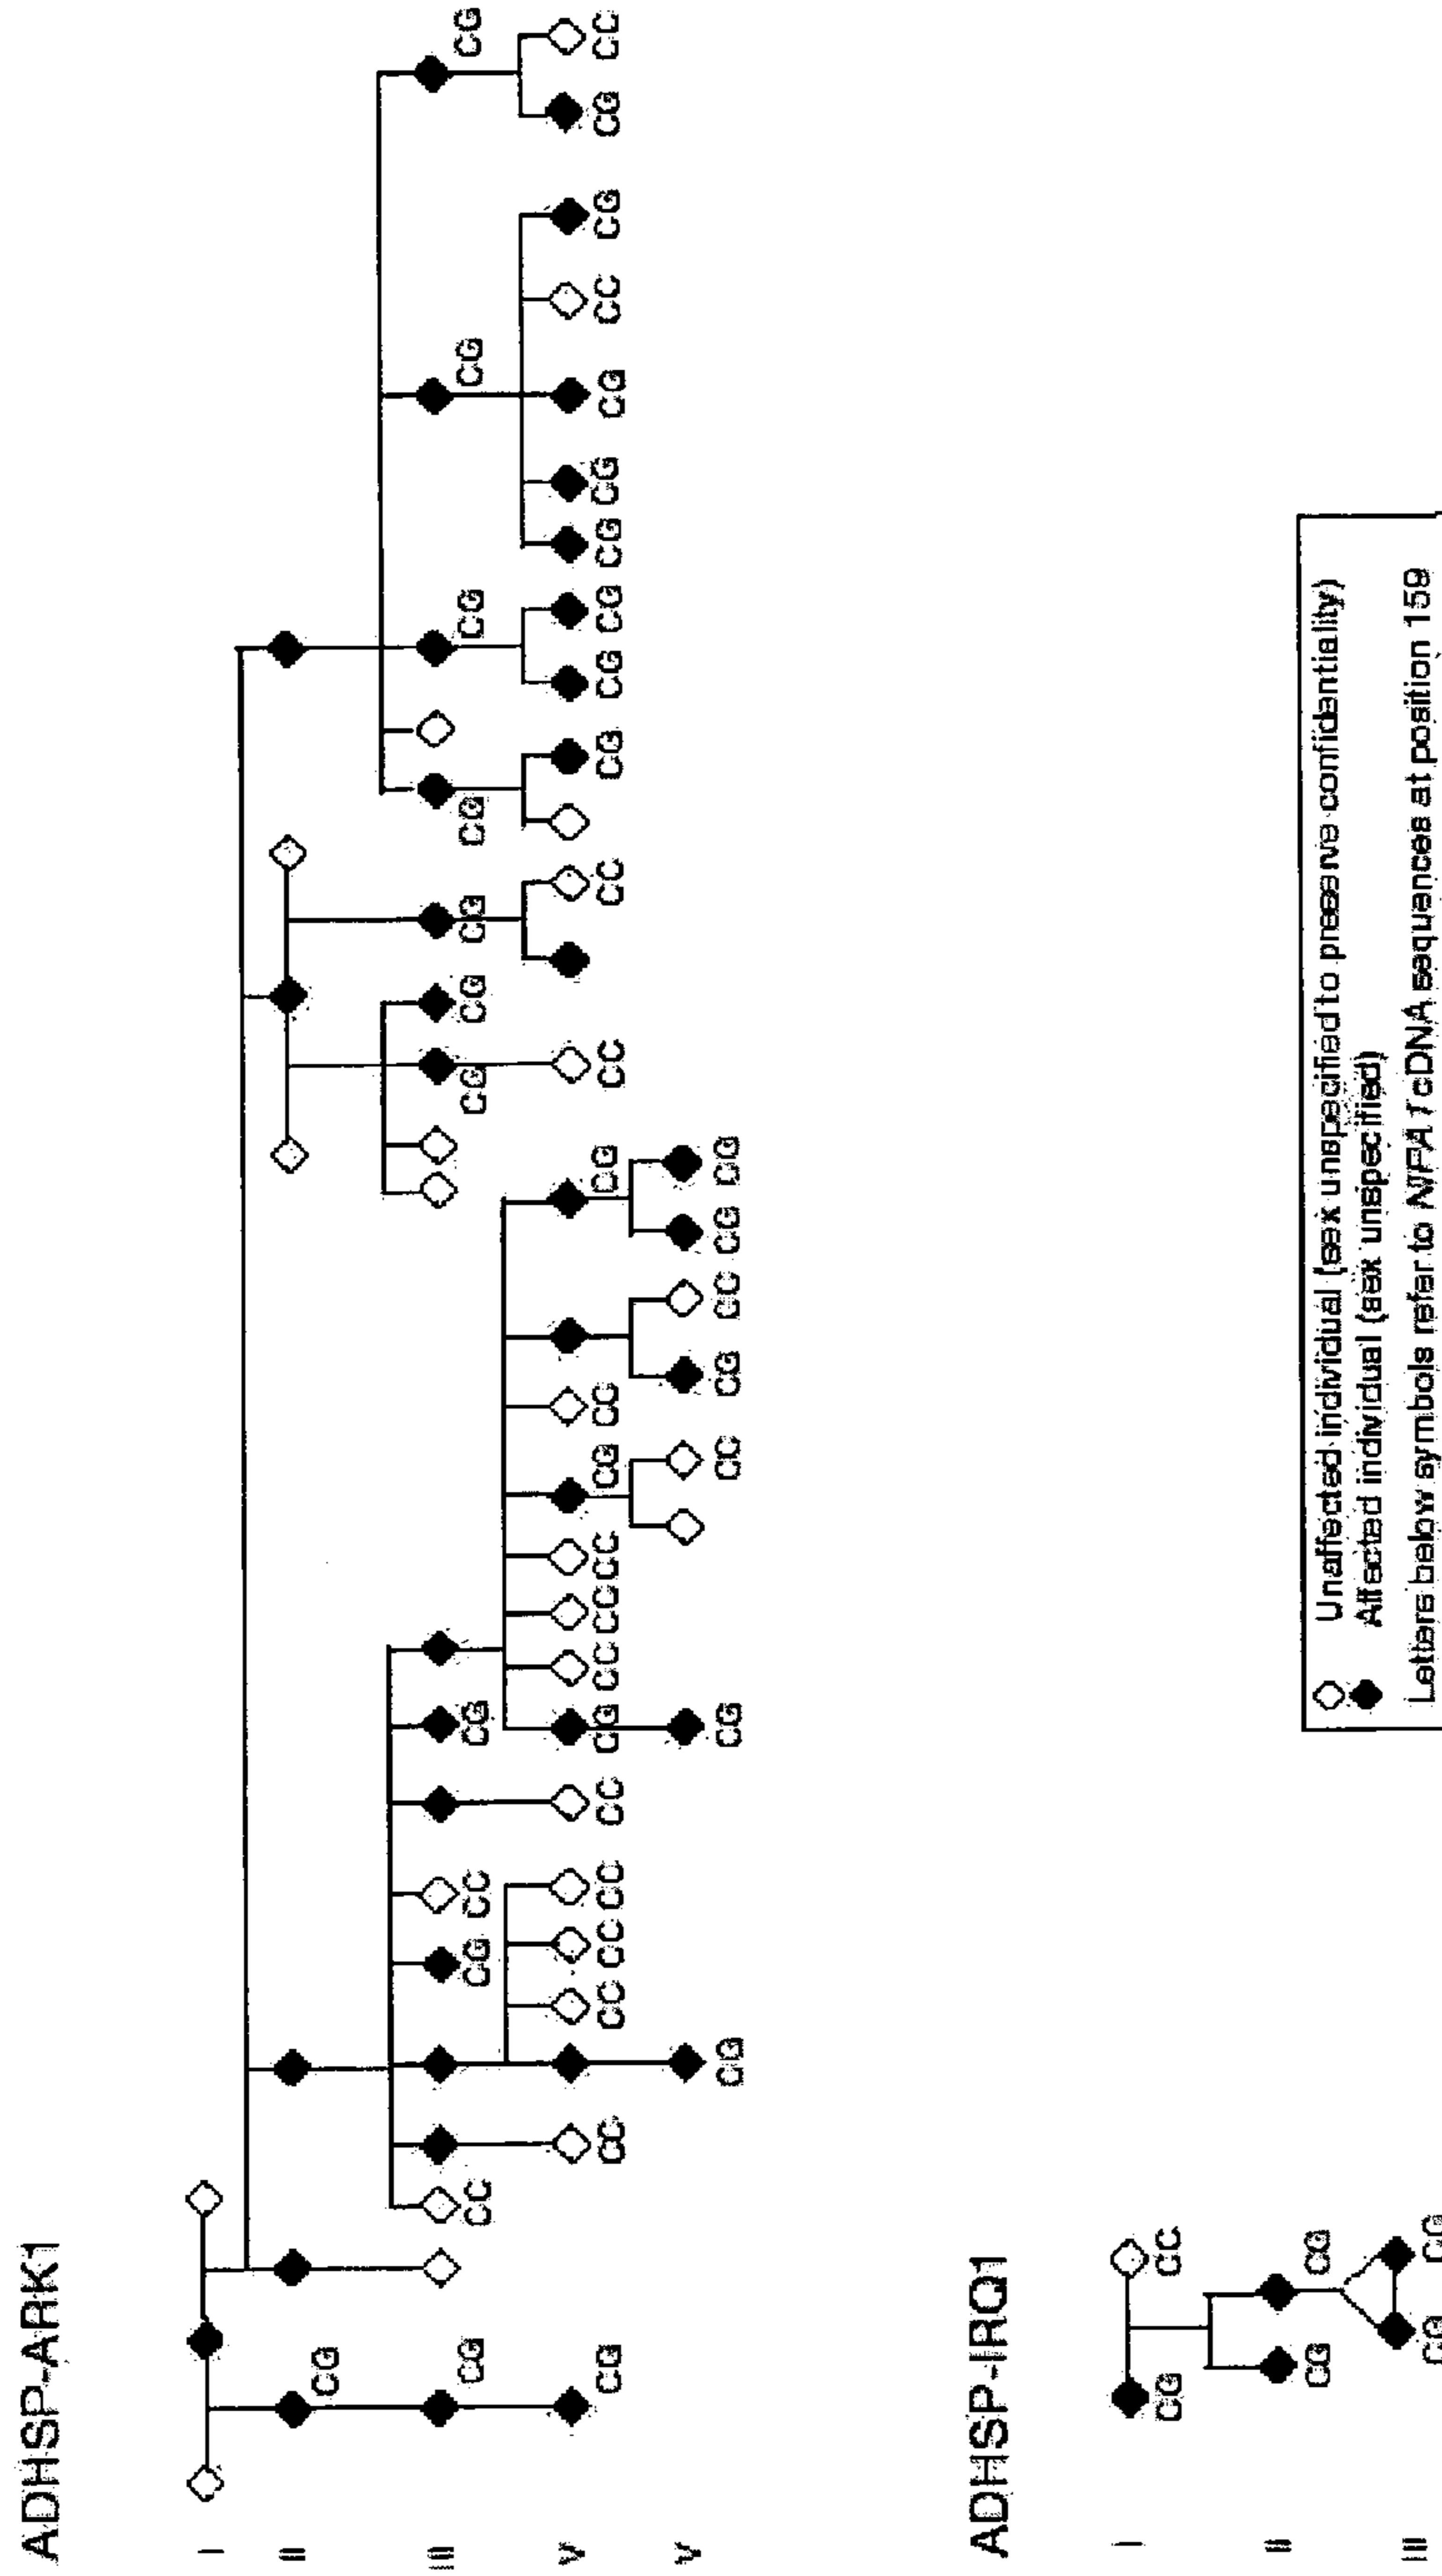 ADHSP-ARK1
I
II CG
III CG CC CG CC CG CG CG CG CG CG CG CG
V CG CC CC CC CC CC CG CC CC CC CG CC CG CC CC CG CG CG CG CG CG CC CG CG CC
V CG CG CC CG CC CG CG
ADHSP-IRQ1
I CG CC
II CG CG
III CG CG
Unaffected individual (sex unspecified to preserve confidentiality)
Affected individual (sex unspecified)
Letters below symbols refer to NIPA1 cDNA sequences at position 159